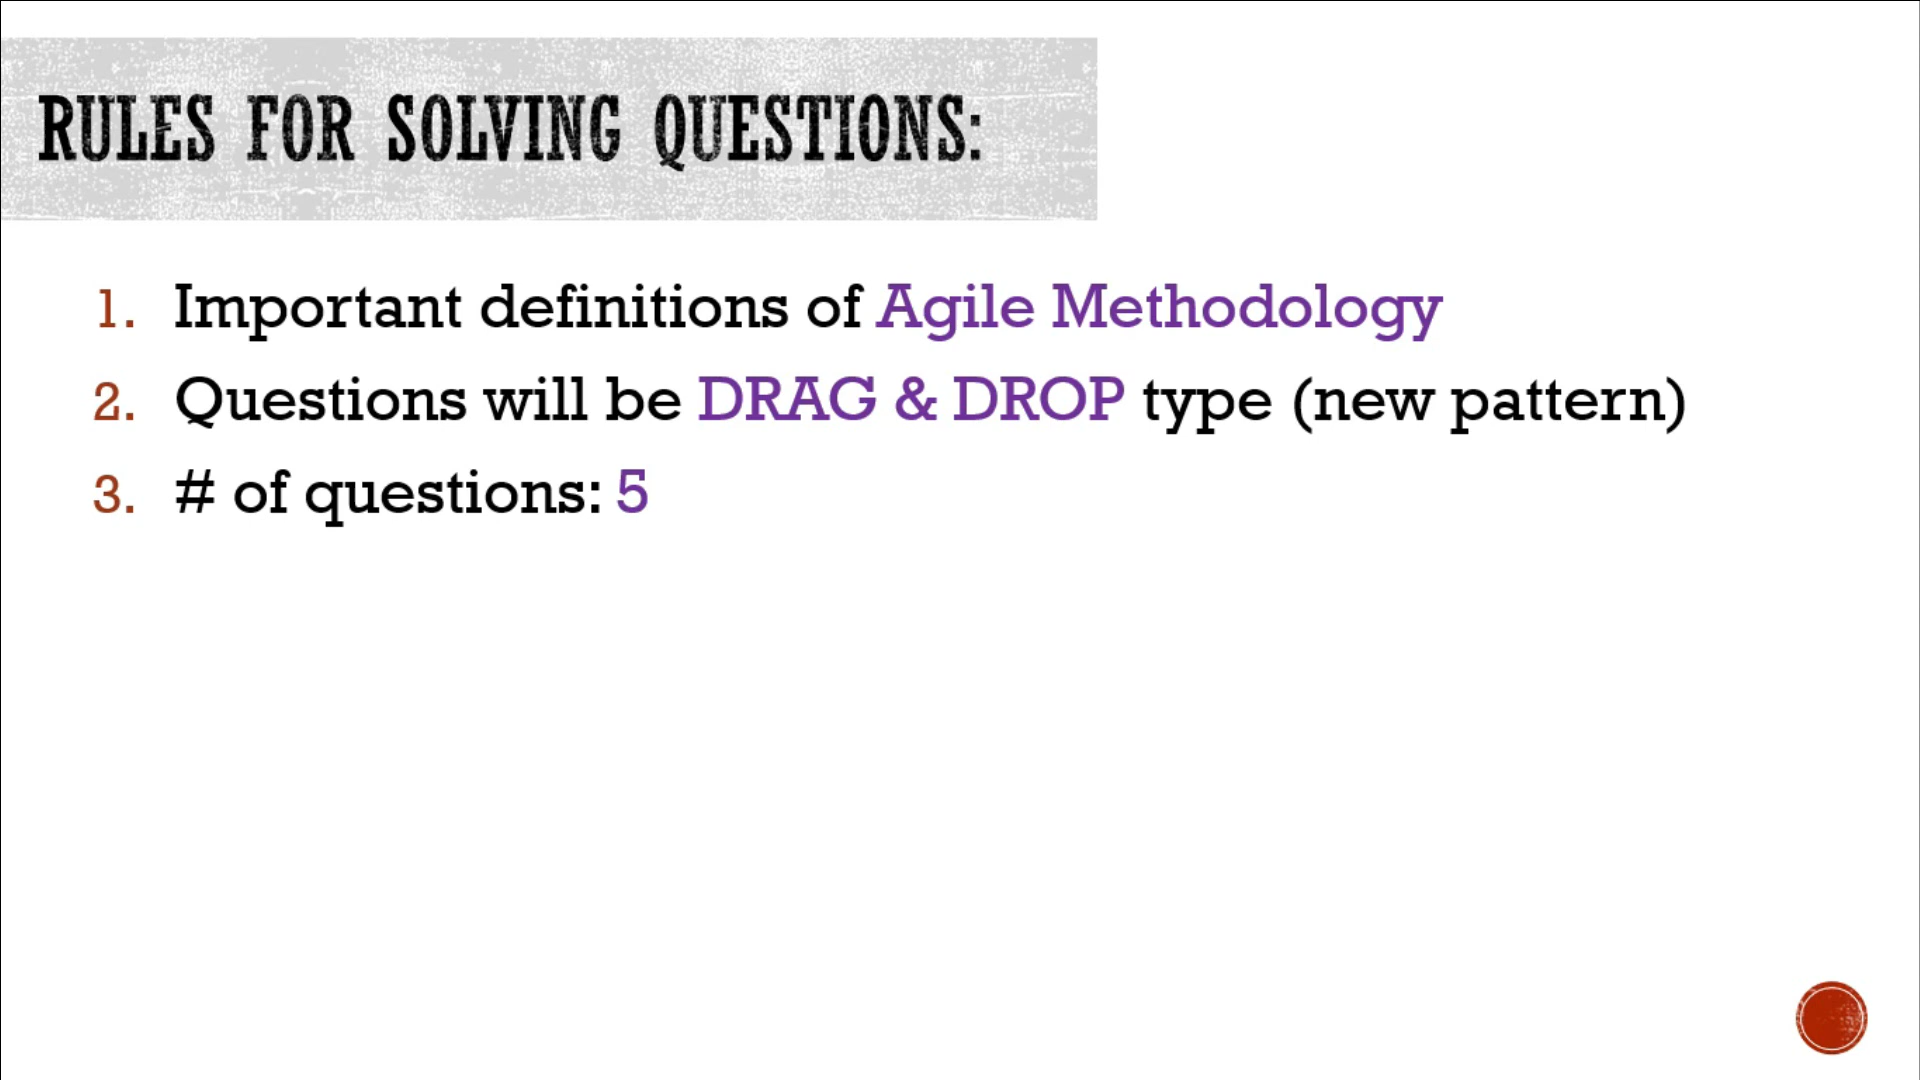 RULES FOR SOLVING QUESTIONS:
1. Important definitions of Agile Methodology
2. Questions will be DRAG & DROP type (new pattern)
3. # of questions: 5